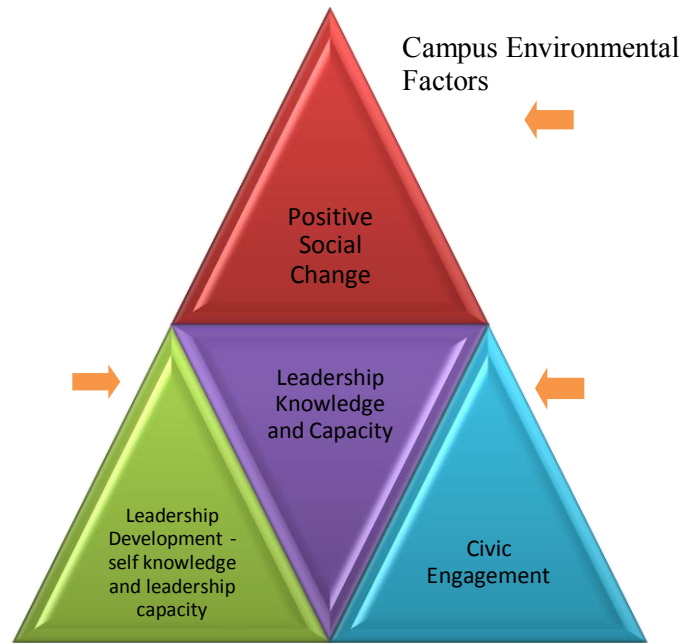 Campus Environmental
Factors
Positive
Social
Change
Leadership
Knowledge
and Capacity
Leadership
Development -
self knowledge
and leadership
capacity
Civic
Engagement